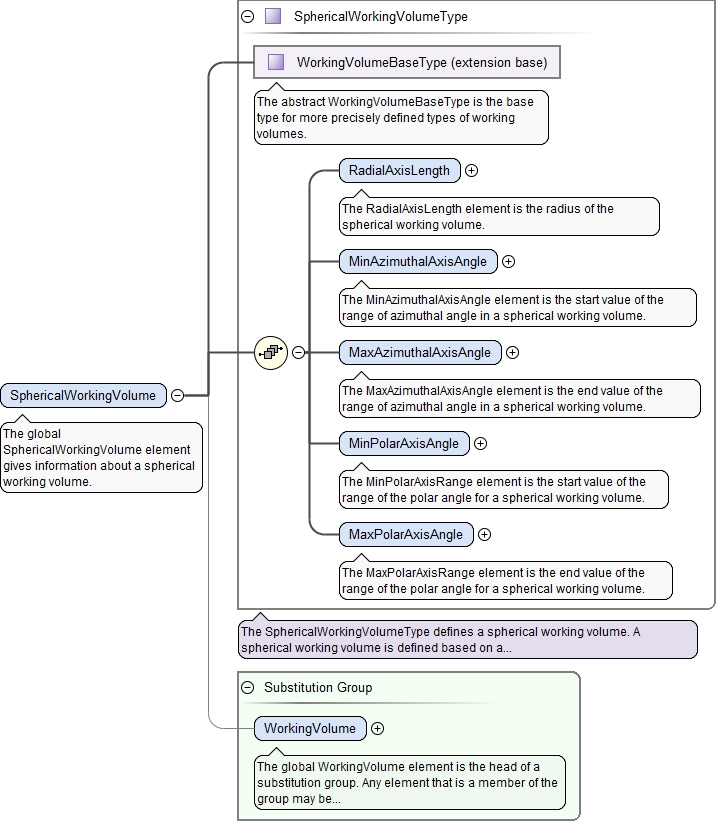 SphericalWorkingVolumeType
WorkingVolumeBaseType (extension base)
The abstract WorkingVolumeBaseType is the base
type for more precisely defined types of working
volumes.
RadialAxisLength
The RadialAxisLength element is the radius of the
spherical working volume.
MinAzimuthalAxisAngle
The MinAzimuthalAxisAngle element is the start value of the
range of azimuthal angle in a spherical working volume.
MaxAzimuthalAxisAngle
The MaxAzimuthalAxisAngle element is the end value of the
range of azimuthal angle in a spherical working volume.
MinPolarAxisAngle
The MinPolarAxisRange element is the start value of the
range of the polar angle for a spherical working volume.
MaxPolarAxisAngle
The MaxPolarAxisRange element is the end value of the
range of the polar angle for a spherical working volume.
SphericalWorkingVolume
The global
SphericalWorkingVolume element
gives information about a spherical
working volume.
The SphericalWorkingVolumeType defines a spherical working volume. A
spherical working volume is defined based on a...
Substitution Group
WorkingVolume
The global WorkingVolume element is the head of a
substitution group. Any element that is a member of the
group may be...